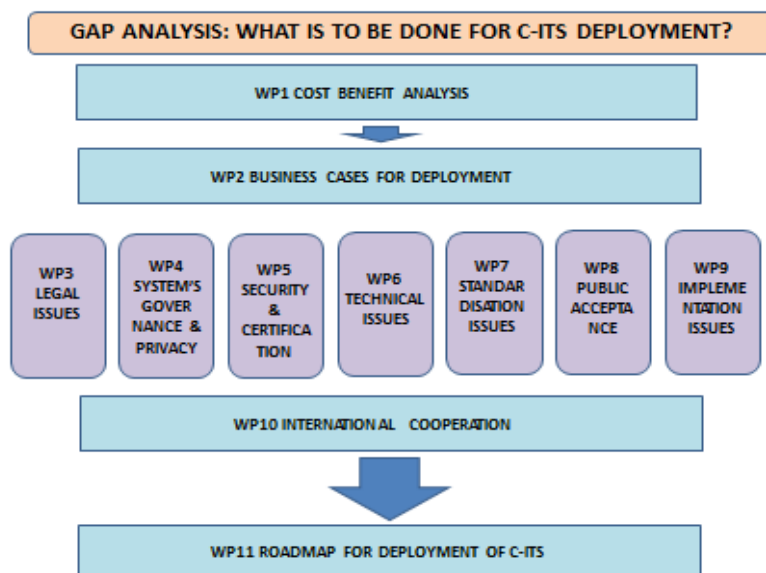 GAP ANALYSIS: WHAT IS TO BE DONE FOR C-ITS DEPLOYMENT?
WP1 COST BENEFIT ANALYSIS
WP2 BUSINESS CASES FOR DEPLOYMENT
WP3
LEGAL
ISSUES
WP4
SYSTEM'S
GOVER
NANCE &
PRIVACY
WP5
SECURITY
&
CERTIFICA
TION
WP6
TECHNICAL
ISSUES
WP7
STANDAR
DISATION
ISSUES
WP8
PUBLIC
ACCEPTA
NCE
WP9
IMPLEME
NTATION
ISSUES
WP10 INTERNATIONAL COOPERATION
WP11 ROADMAP FOR DEPLOYMENT OF C-ITS